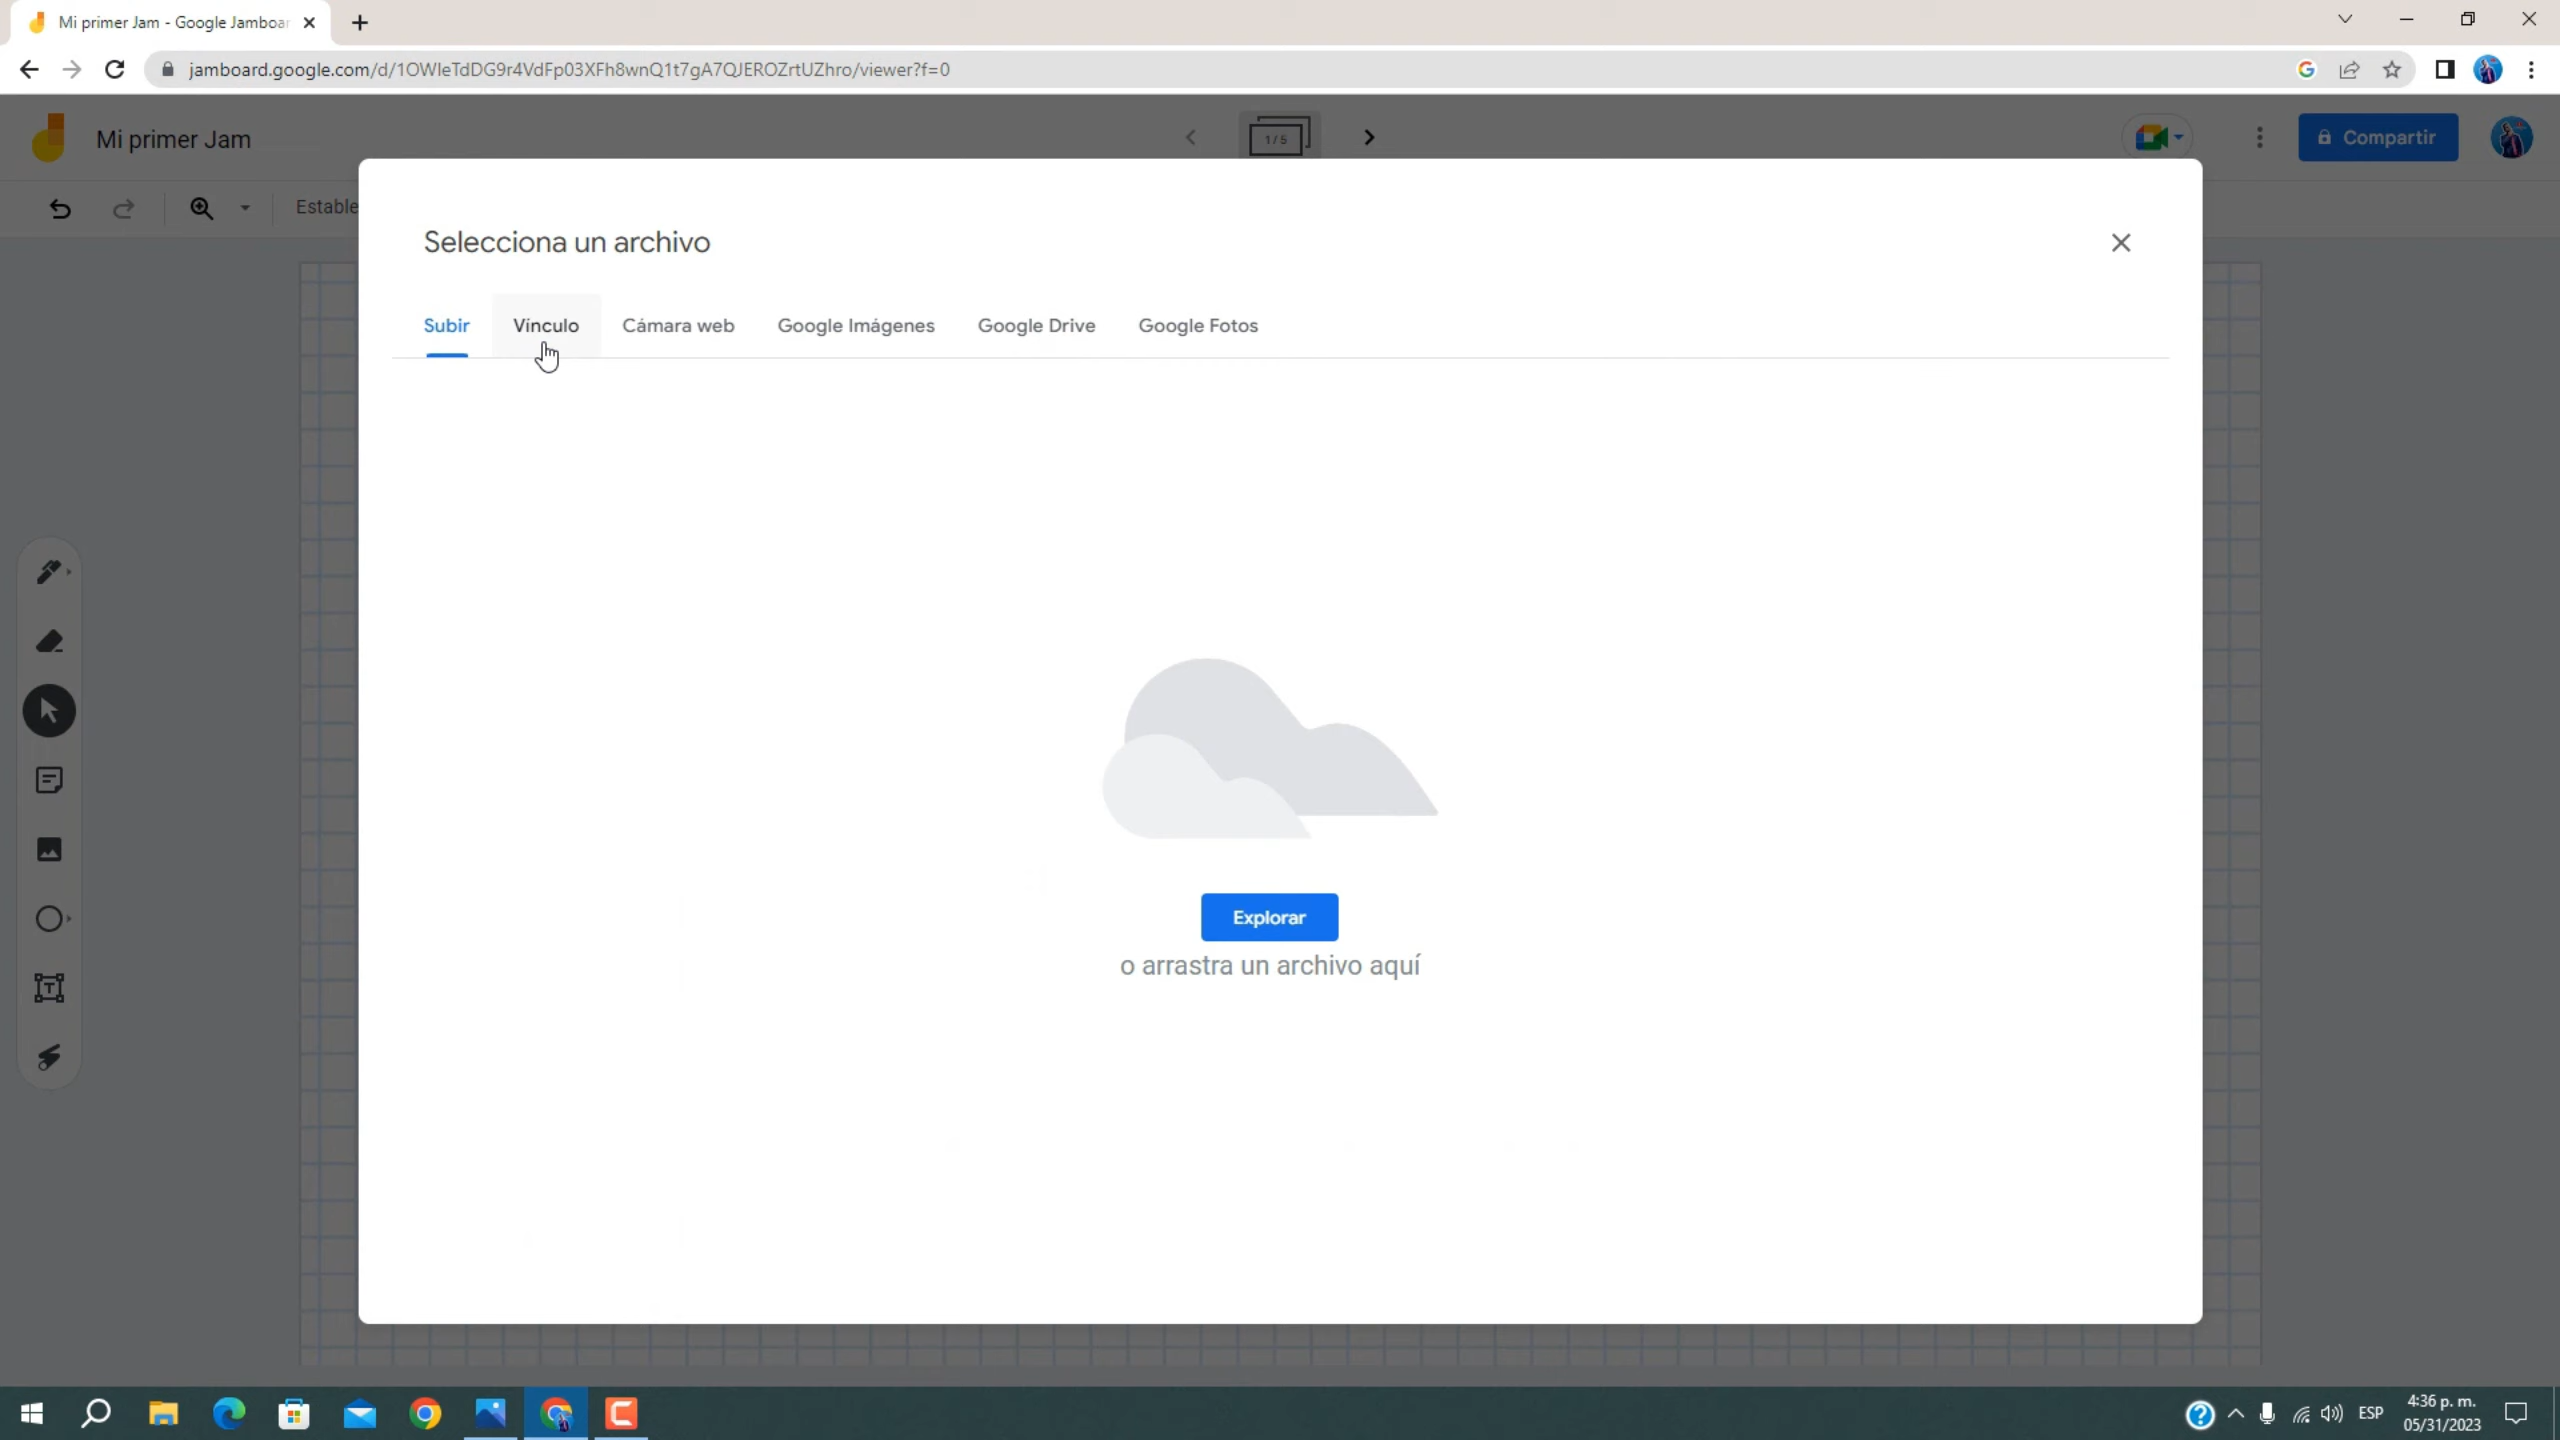 Mi primer Jam - Google Jamboar
jamboard.google.com/d/1OWleTdDG9r4VdFp03XFh8wnQ1t7gA7QJEROZrtUZhro/viewer?f=0
Mi primer Jam
1/5
Compartir
Estable
Selecciona un archivo
Subir
Vínculo
Cámara web
Google Imágenes
Google Drive
Google Fotos
Explorar
o arrastra un archivo aquí
ESP
4:36 p. m.
05/31/2023